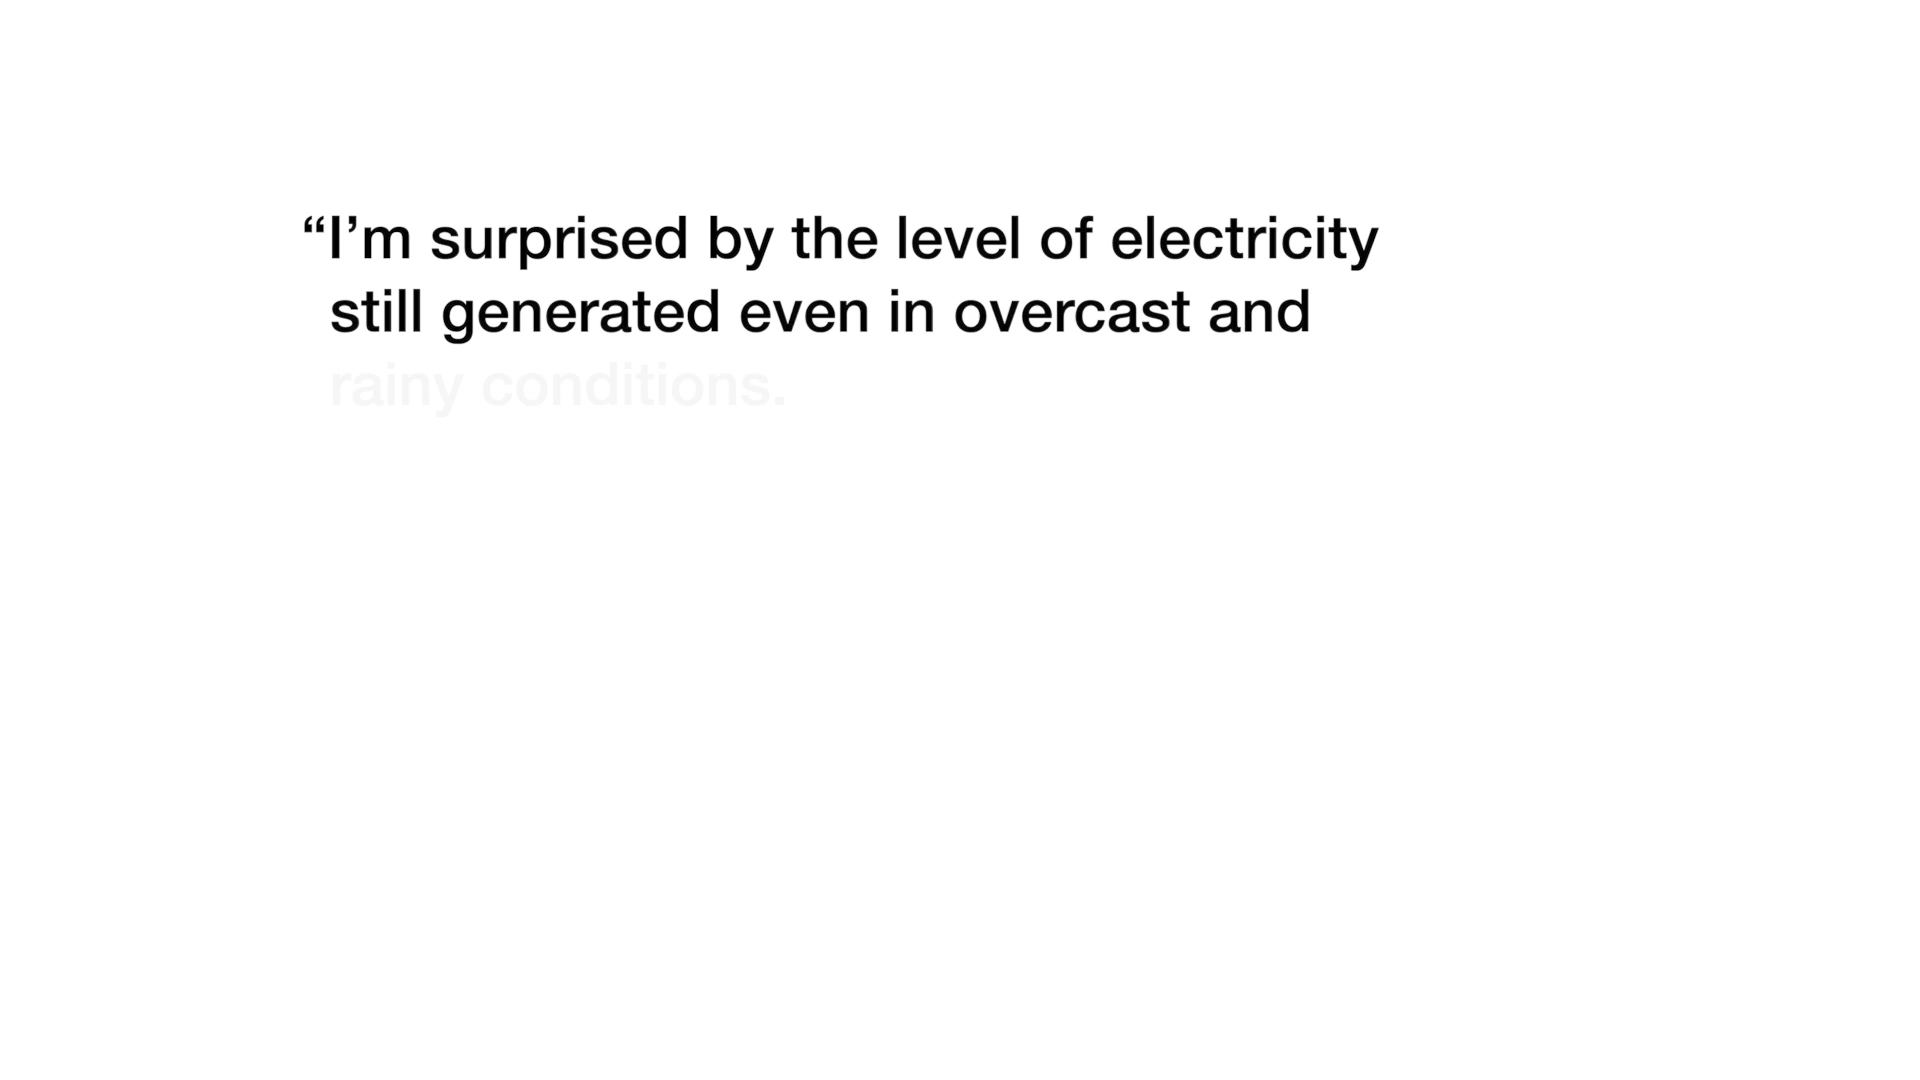 “I’m surprised by the level of electricity
still generated even in overcast and
rainy conditions.